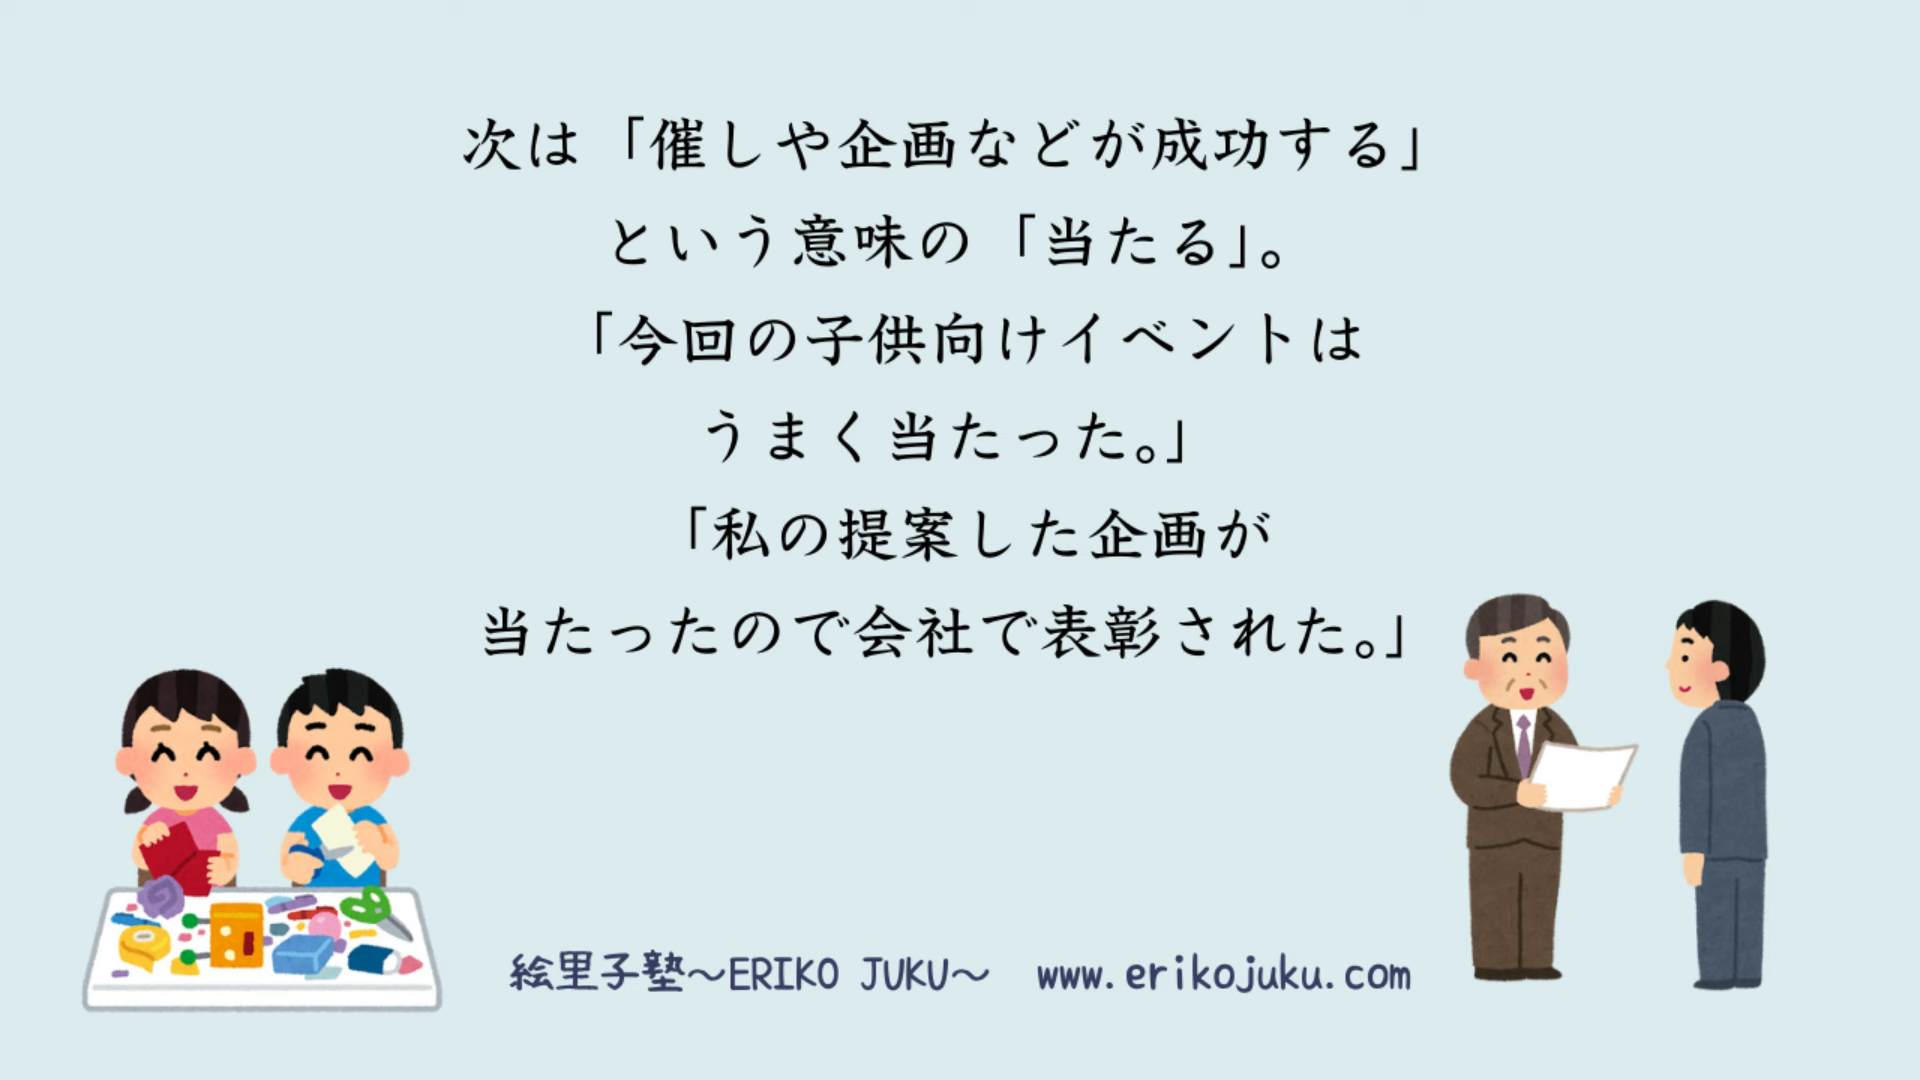 次は「催しや企画などが成功する」
という意味の「当たる」。
「今回の子供向けイベントは
うまく当たった。」
「私の提案した企画が
当たったので会社で表彰された。」
絵里子塾～ERIKO JUKU～　www.erikojuku.com